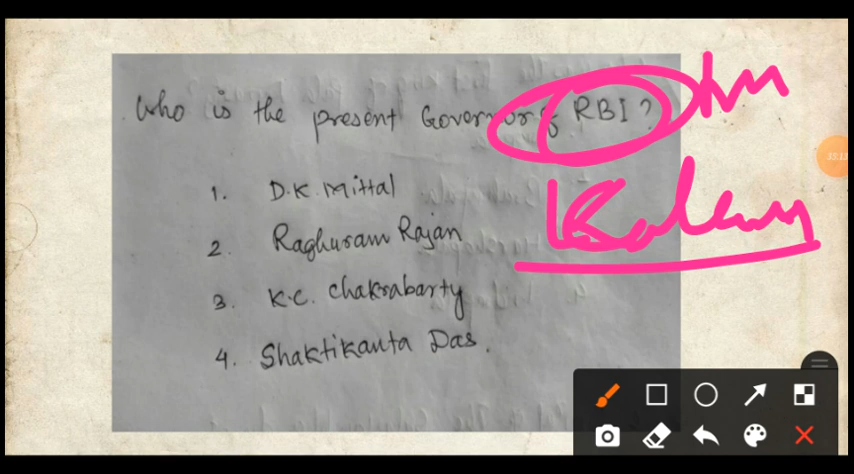 Who is the present Governor of RBI?
1. D.K. Mittal
2. Raghuram Rajan
3. K.C. Chakrabarty
4. Shaktikanta Das.